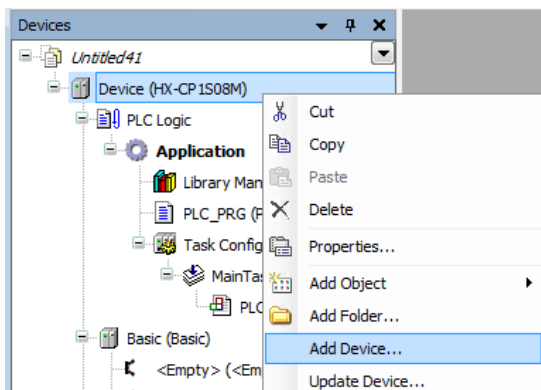 Devices
Untitled41
Device (HX-CP1S08M)
PLC Logic
Application
Library Man
PLC_PRG (P
Task Config
MainTas
PLC
Basic (Basic)
<Empty> (<Em
Cut
Copy
Paste
Delete
Properties...
Add Object
Add Folder...
Add Device...
Update Device...